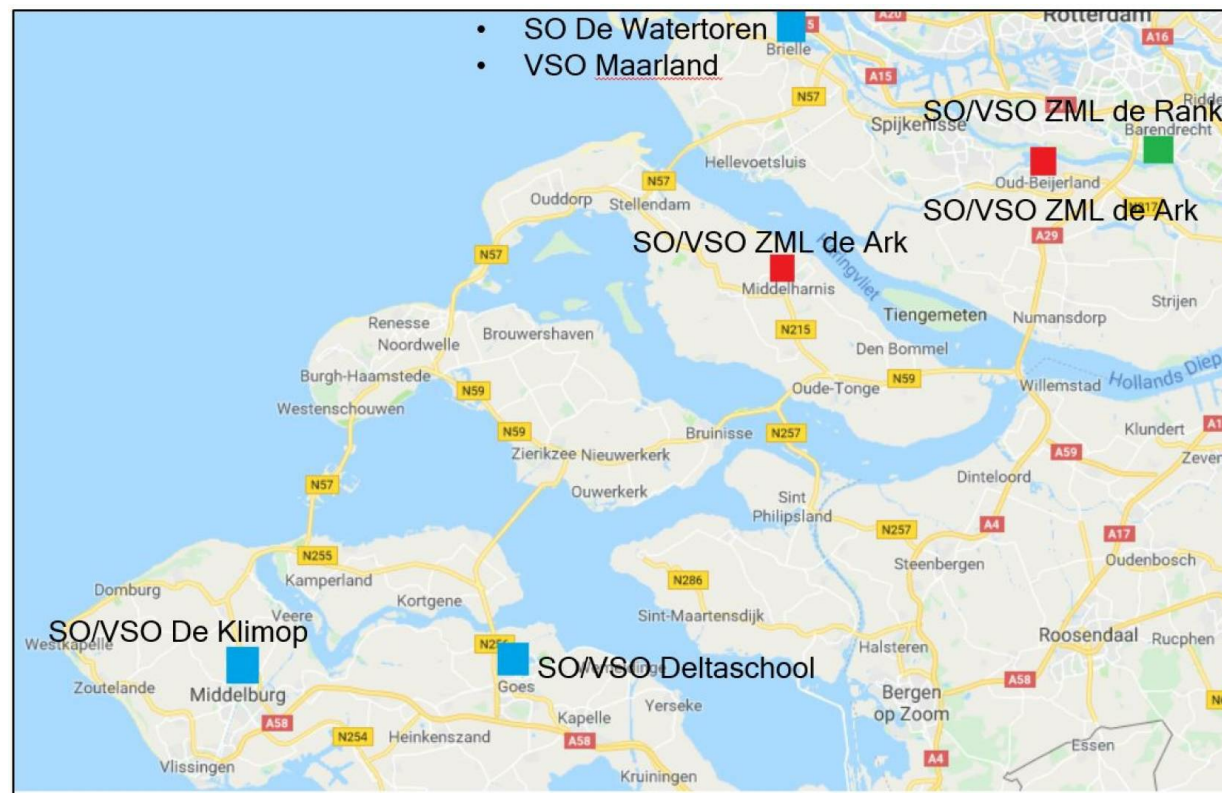 • SO De Watertoren
• VSO Maarland
Rotterdam
A20
A16
Brielle
A15
N57
SO/VSO ZML de Rank
Spijkenisse
Barendrecht
Hellevoetsluis
Oud-Beijerland
N57
Ouddorp
Stellendam
SO/VSO ZML de Ark
A29
SO/VSO ZML de Ark
N57
Haringvliet
Middelharnis
Tiengemeten
Strijen
Numansdorp
Renesse
Brouwershaven
N215
Noordwelle
Den Bommel
Burgh-Haamstede
N59
Oude-Tonge
N59
Willemstad
Hollands Diep
Westenschouwen
N59
Bruinisse
N257
Klundert
Zierikzee
Nieuwerkerk
A59
Dinteloord
N57
Ouwerkerk
Sint
Philipsland
A4
N257
A17
N255
Steenbergen
Oudenbosch
Domburg
Kamperland
N286
Kortgene
Veere
Sint-Maartensdijk
Westkapelle
SO/VSO De Klimop
Halsteren
Roosendaal
Rucphen
SO/VSO Deltaschool
Zoutelande
Middelburg
Goes
A58
Bergen
op Zoom
Yerseke
Kapelle
A58
N254
Heinkenszand
A58
Essen
Vlissingen
Kruiningen
A4